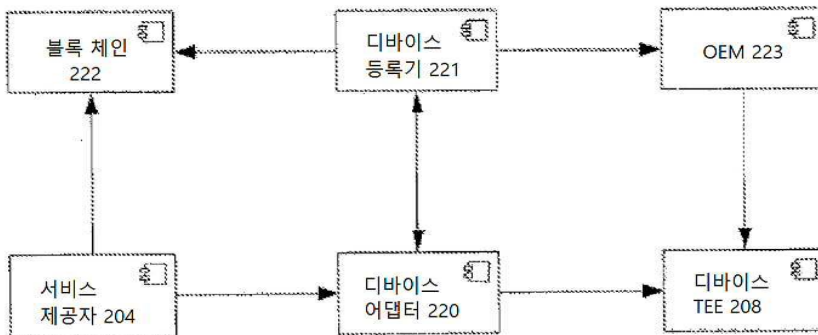 블록 체인
222
디바이스
등록기 221
OEM 223
서비스
제공자 204
디바이스
어댑터 220
디바이스
TEE 208